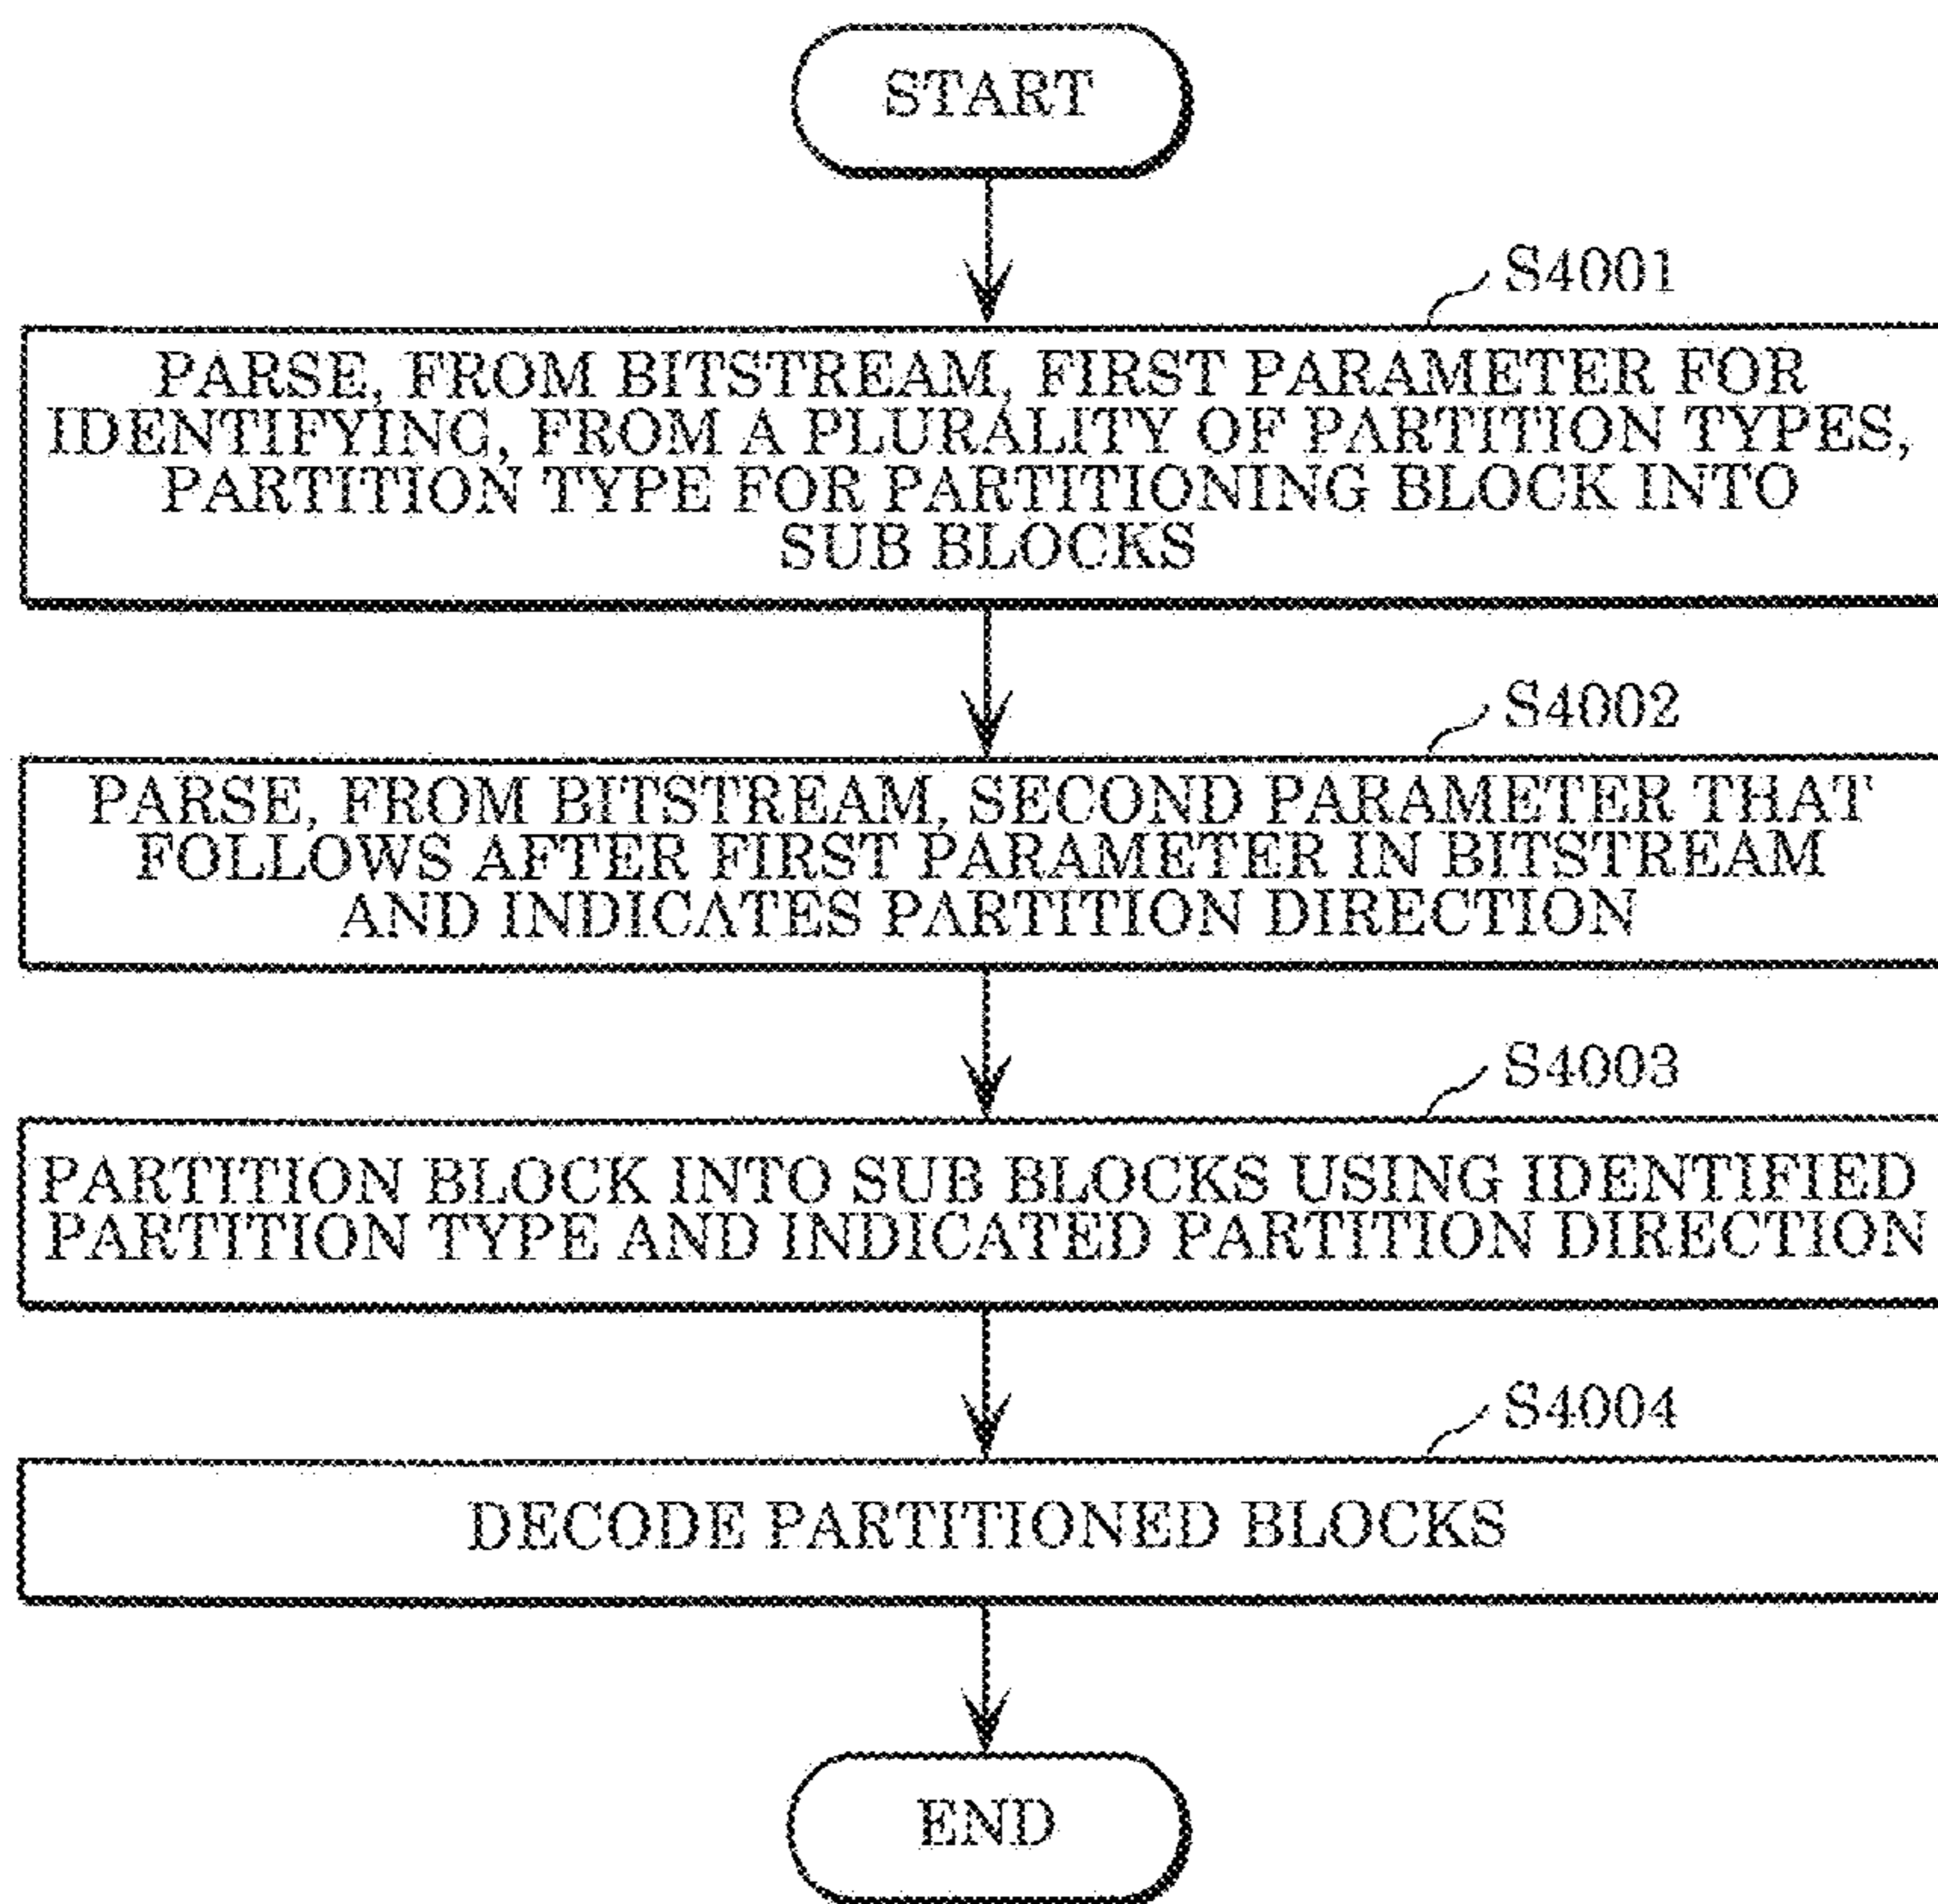 START
S4001
PARSE, FROM BITSTREAM, FIRST PARAMETER FOR
IDENTIFYING, FROM A PLURALITY OF PARTITION TYPES,
PARTITION TYPE FOR PARTITIONING BLOCK INTO
SUB BLOCKS
S4002
PARSE, FROM BITSTREAM, SECOND PARAMETER THAT
FOLLOWS AFTER FIRST PARAMETER IN BITSTREAM
AND INDICATES PARTITION DIRECTION
S4003
PARTITION BLOCK INTO SUB BLOCKS USING IDENTIFIED
PARTITION TYPE AND INDICATED PARTITION DIRECTION
S4004
DECODE PARTITIONED BLOCKS
END